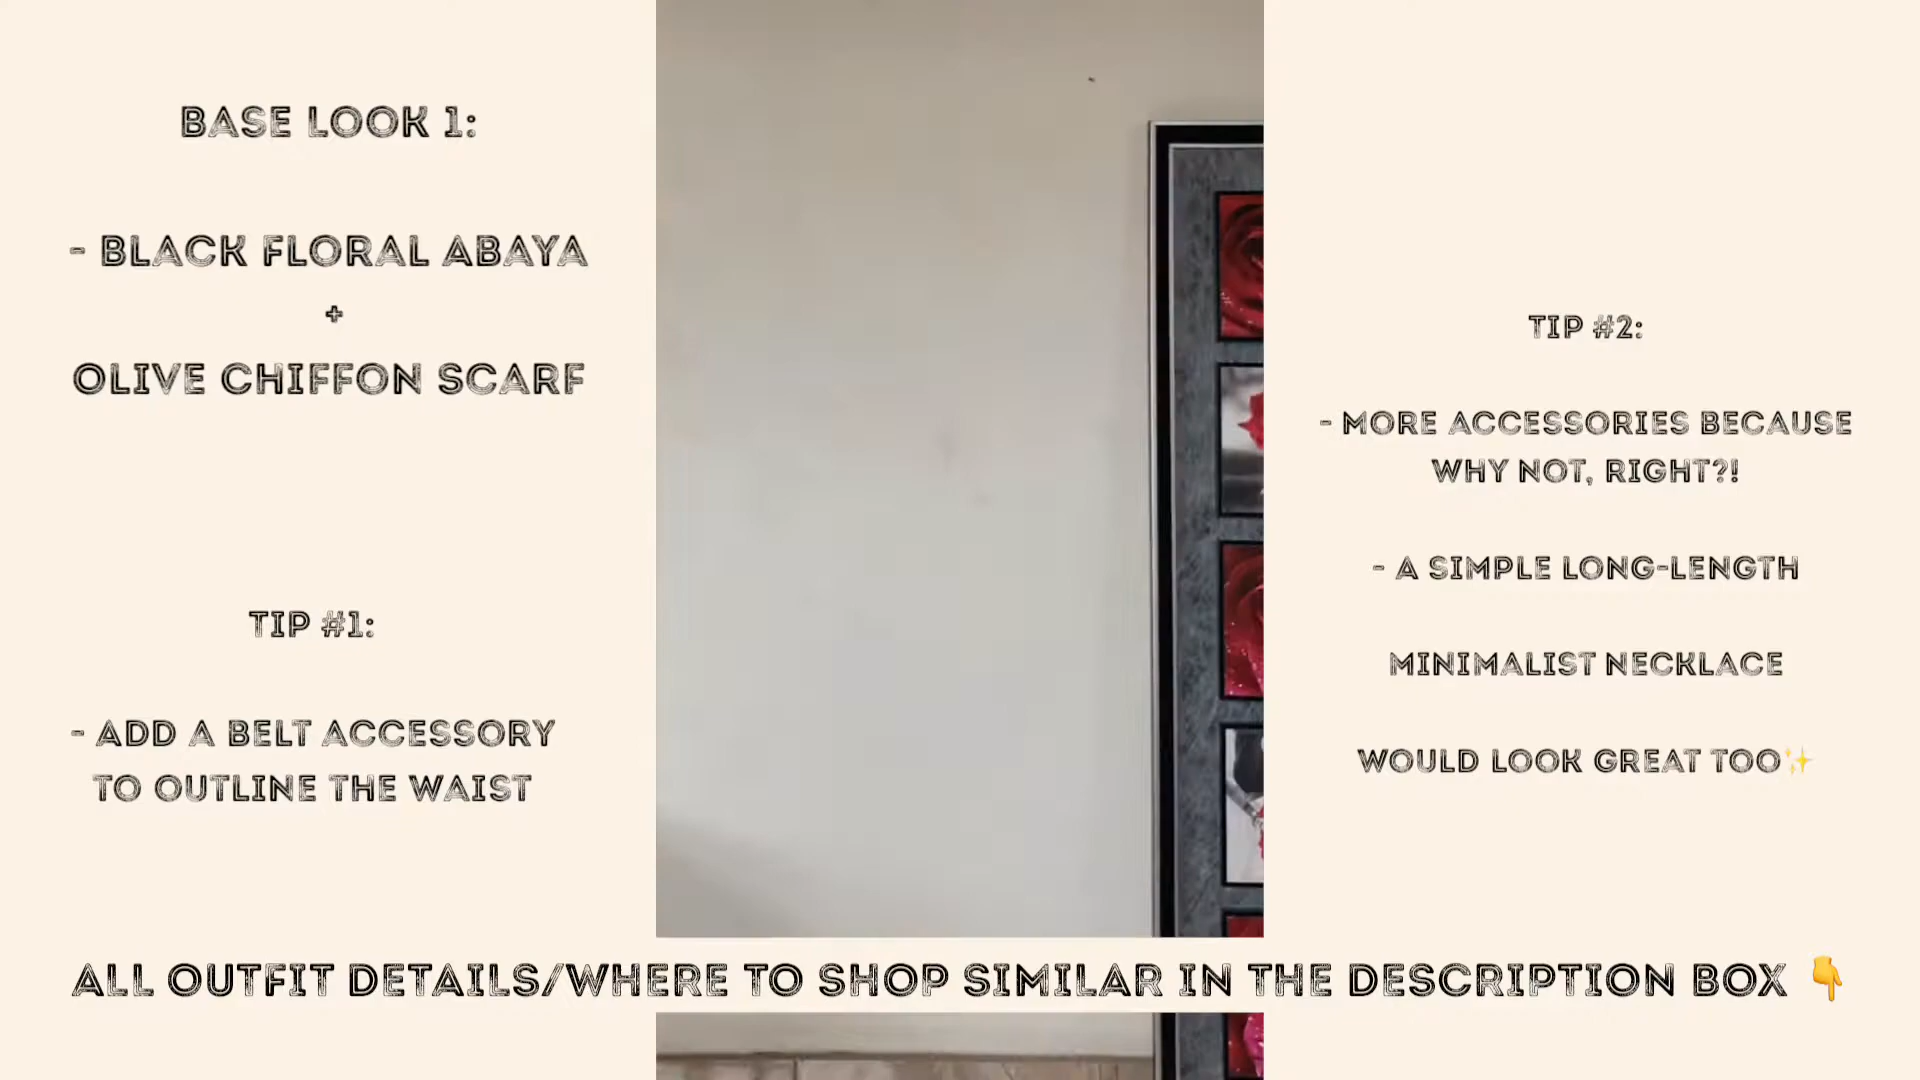 BASE LOOK 1:
- BLACK FLORAL ABAYA
+
OLIVE CHIFFON SCARF
TIP #1:
- ADD A BELT ACCESSORY
TO OUTLINE THE WAIST
TIP #2:
- MORE ACCESSORIES BECAUSE
WHY NOT, RIGHT?!
- A SIMPLE LONG-LENGTH
MINIMALIST NECKLACE
WOULD LOOK GREAT TOO✨
ALL OUTFIT DETAILS/WHERE TO SHOP SIMILAR IN THE DESCRIPTION BOX 👇